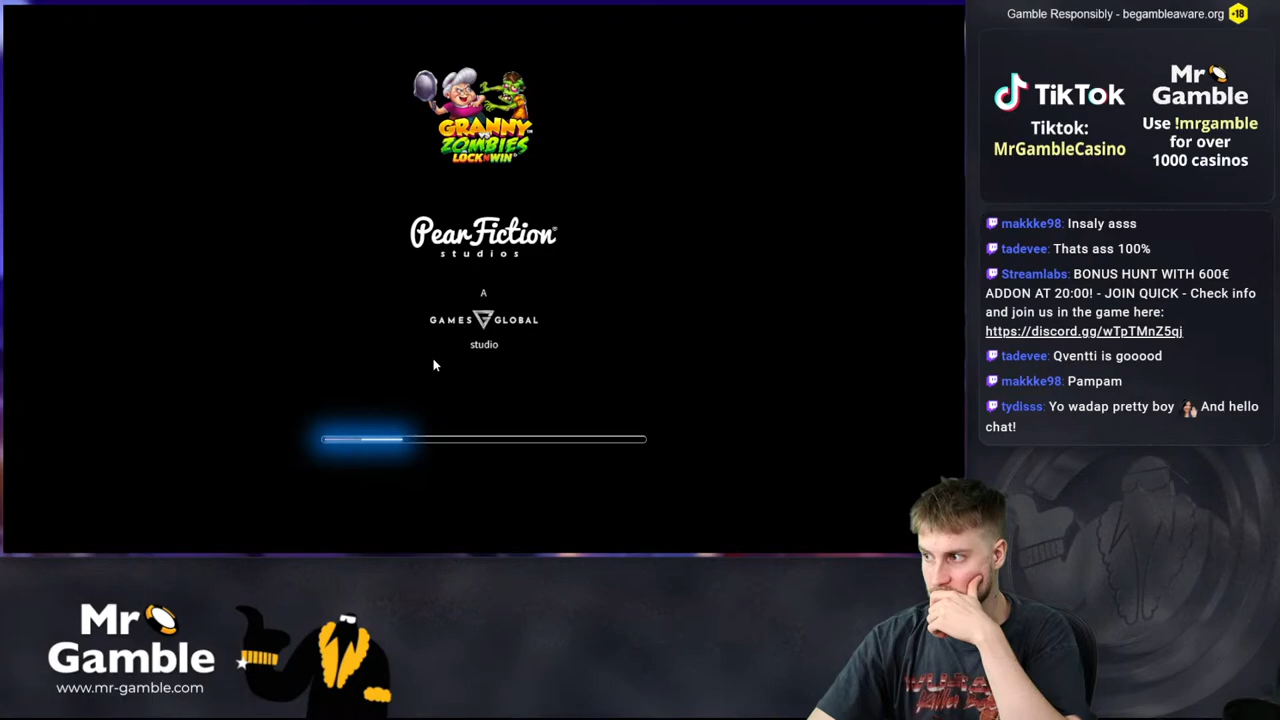 Gamble Responsibly - begambleaware.org +18
GRANNY
VS
ZOMBIES
LOCK N WIN
PearFiction
studios
A
GAMES GLOBAL
studio
TikTok
Tiktok:
MrGambleCasino
Mr
Gamble
Use !mrgamble
for over
1000 casinos
makkke98: Insaly asss
tadevee: Thats ass 100%
Streamlabs: BONUS HUNT WITH 600€
ADDON AT 20:00! - JOIN QUICK - Check info
and join us in the game here:
https://discord.gg/wTpTMnZ5qj
tadevee: Qventti is gooood
makkke98: Pampam
tydisss: Yo wadap pretty boy And hello
chat!
Mr
Gamble
www.mr-gamble.com